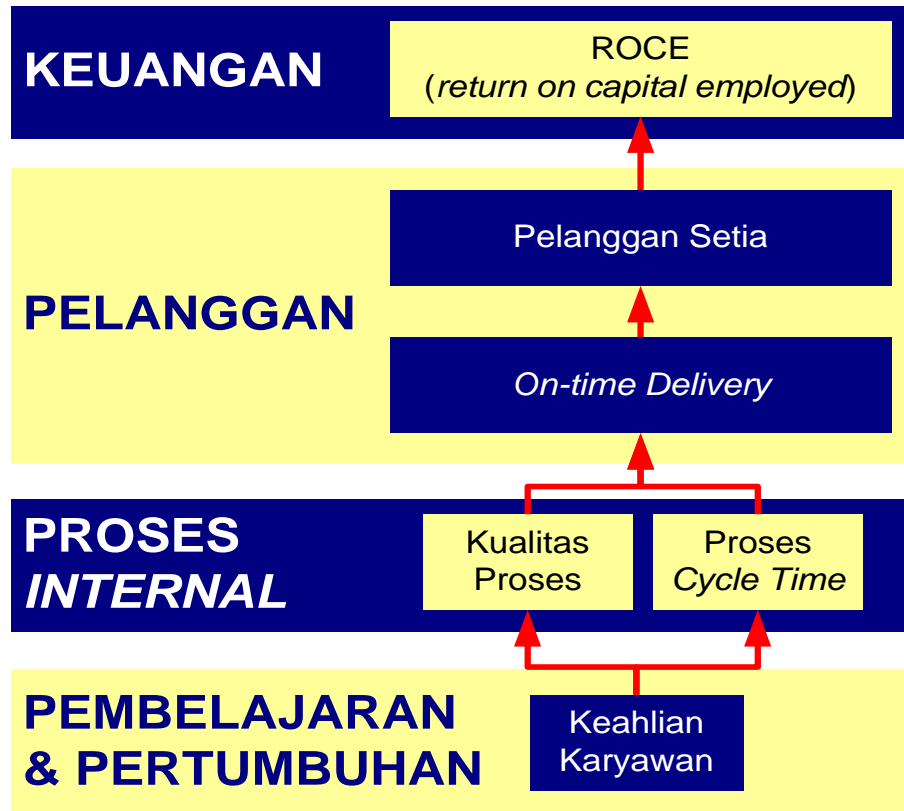 KEUANGAN
ROCE
(return on capital employed)
PELANGGAN
Pelanggan Setia
On-time Delivery
PROSES
INTERNAL
Kualitas
Proses
Proses
Cycle Time
PEMBELAJARAN
& PERTUMBUHAN
Keahlian
Karyawan